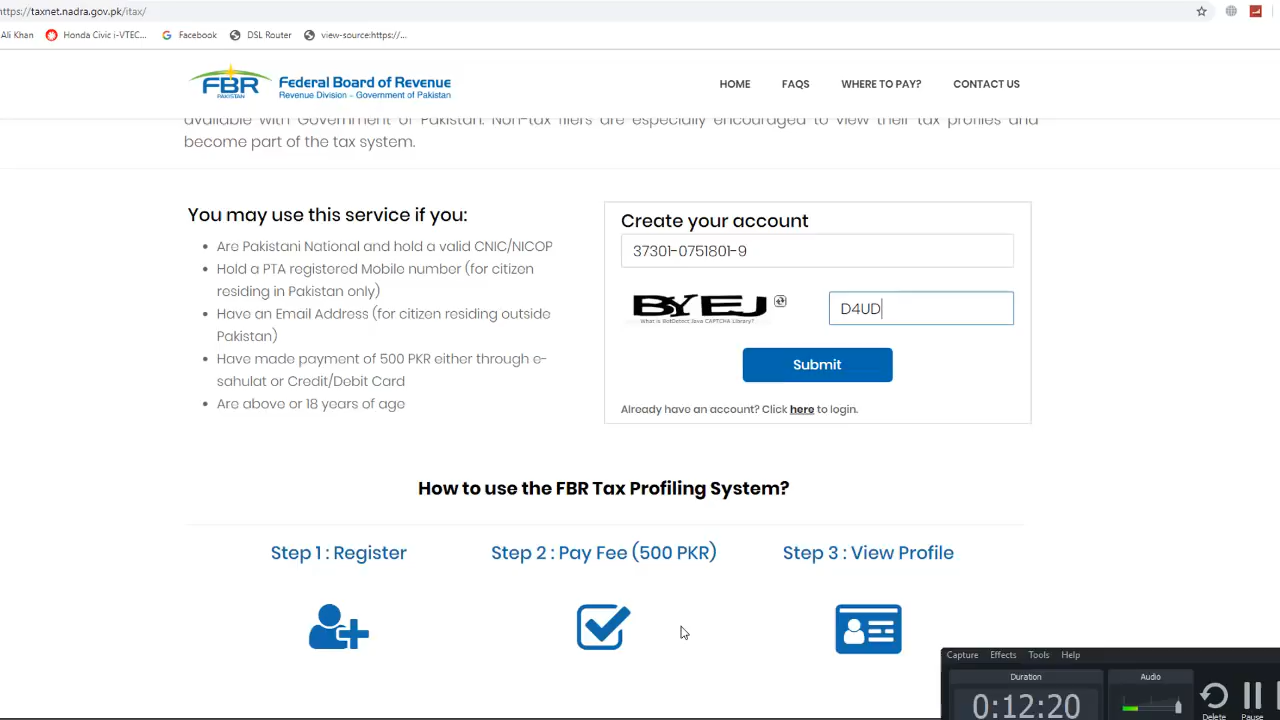 https://taxnet.nadra.gov.pk/itax/
Ali Khan Honda Civic i-VTEC... Facebook DSL Router view-source:https://...
FBR
PAKISTAN
Federal Board of Revenue
Revenue Division - Government of Pakistan
HOME FAQS WHERE TO PAY? CONTACT US
available with Government of Pakistan. Non-tax filers are especially encouraged to view their tax profiles and
become part of the tax system.
You may use this service if you:
Are Pakistani National and hold a valid CNIC/NICOP
Hold a PTA registered Mobile number (for citizen
residing in Pakistan only)
Have an Email Address (for citizen residing outside
Pakistan)
Have made payment of 500 PKR either through e-
sahulat or Credit/Debit Card
Are above or 18 years of age
Create your account
37301-0751801-9
BYEJ
What is BotDetect Java CAPTCHA Library?
D4UD
Submit
Already have an account? Click here to login.
How to use the FBR Tax Profiling System?
Step 1 : Register
Step 2 : Pay Fee (500 PKR)
Step 3 : View Profile
Capture Effects Tools Help
Duration
Audio
0:12:20
Delete
Pause